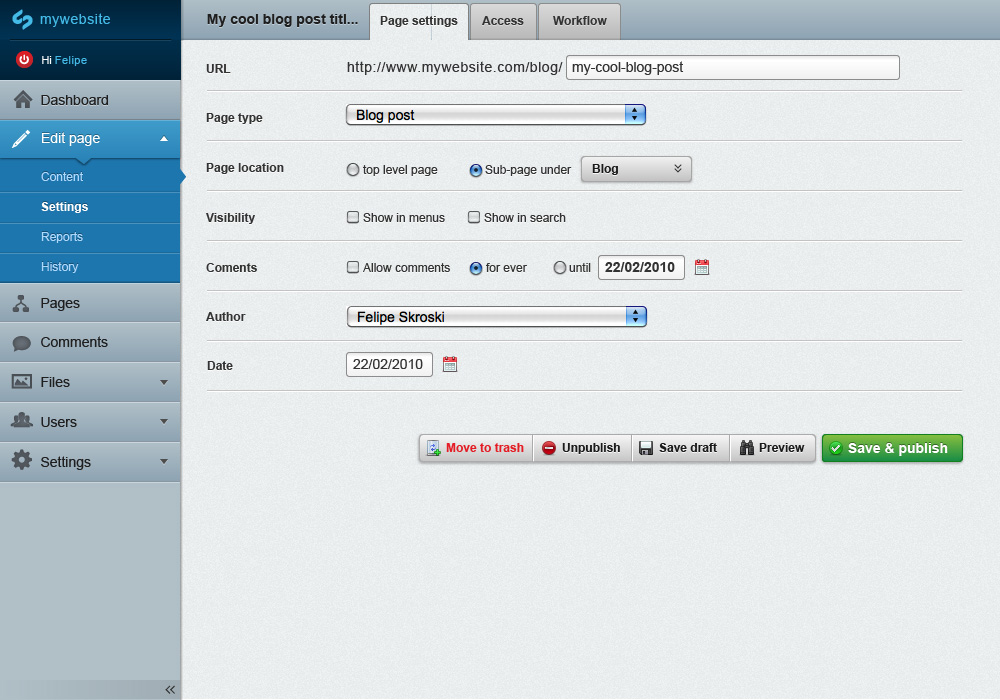 mywebsite
Hi Felipe
Dashboard
Edit page
Content
Settings
Reports
History
Pages
Comments
Files
Users
Settings
«
My cool blog post titl...
Page settings
Access
Workflow
URL
http://www.mywebsite.com/blog/ my-cool-blog-post
Page type
Blog post
Page location
top level page
Sub-page under
Blog
Visibility
Show in menus
Show in search
Coments
Allow comments
for ever
until
22/02/2010
Author
Felipe Skroski
Date
22/02/2010
Move to trash
Unpublish
Save draft
Preview
Save & publish